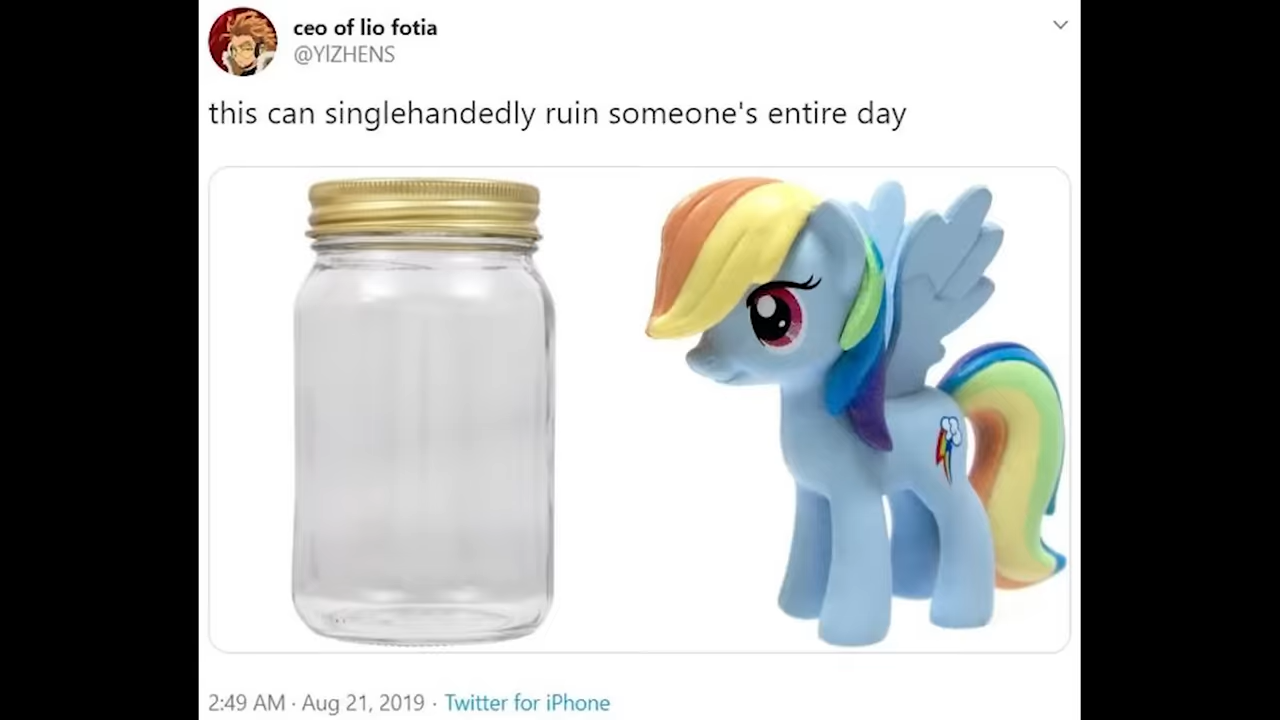 ceo of lio fotia
@YIZHENS
this can singlehandedly ruin someone's entire day
2:49 AM · Aug 21, 2019 · Twitter for iPhone